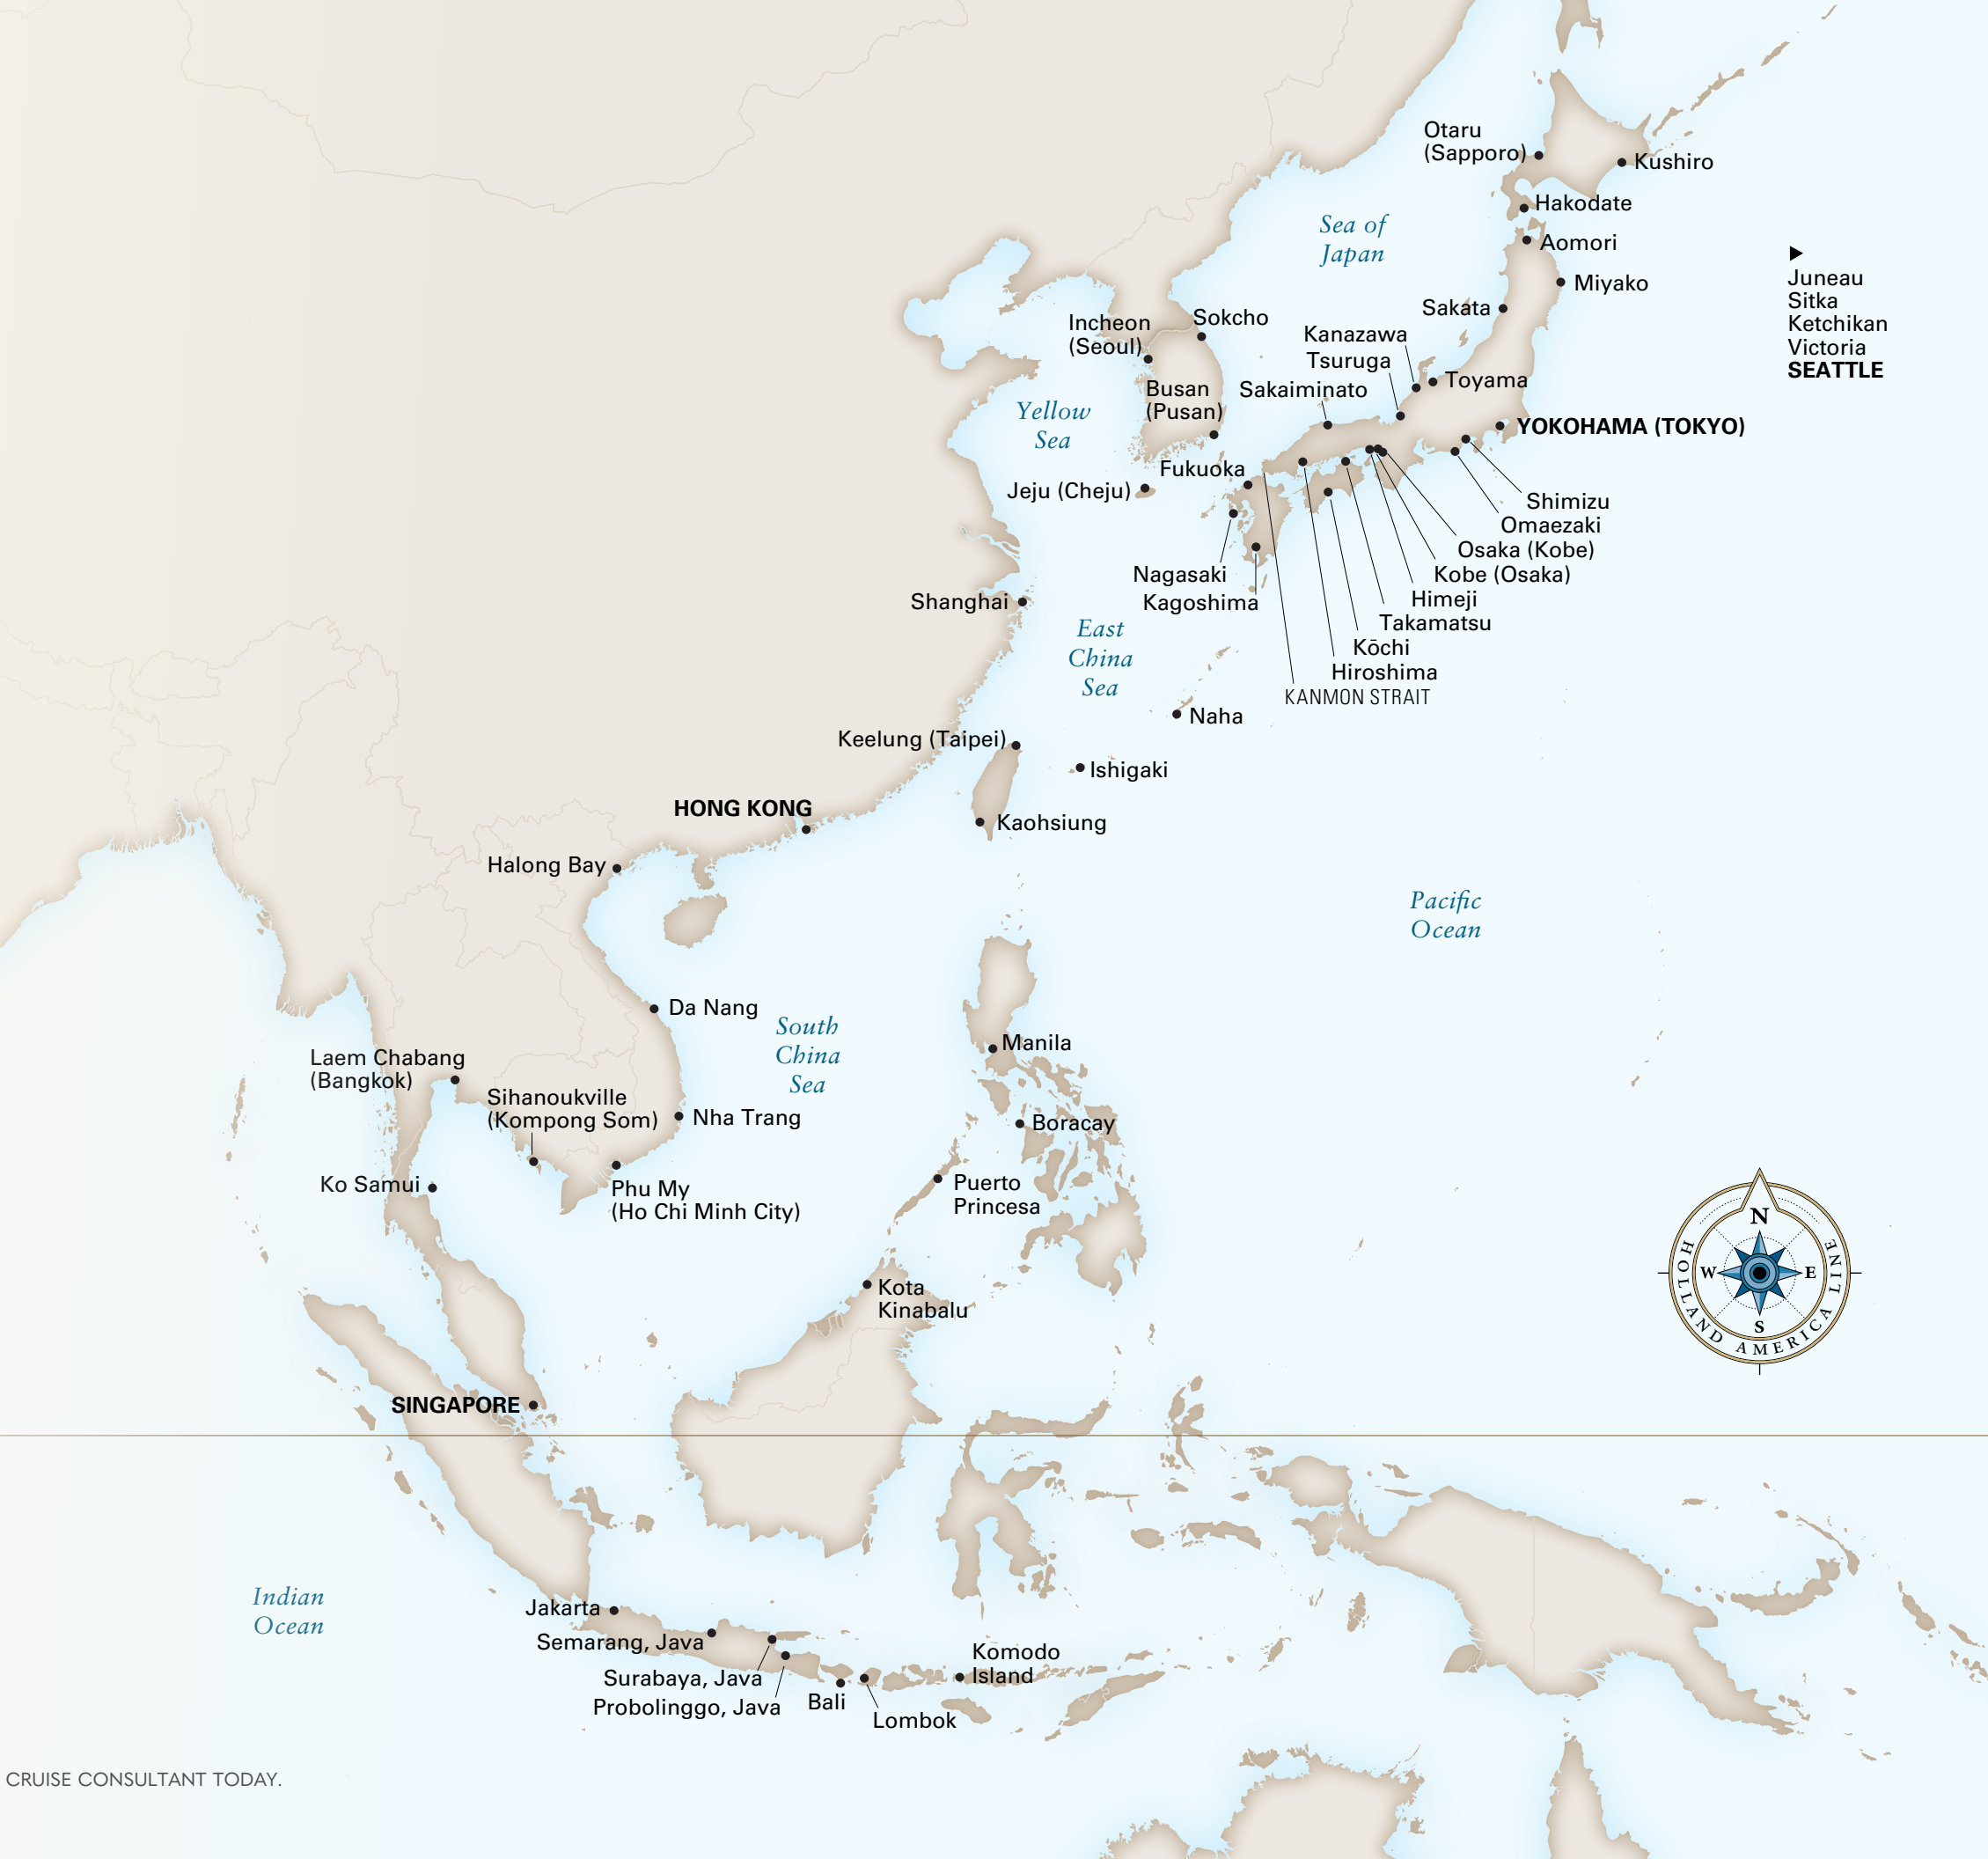 Otaru
(Sapporo)
Kushiro
Hakodate
Aomori
Miyako
Sea of
Japan
Juneau
Sitka
Ketchikan
Victoria
SEATTLE
Sakata
Kanazawa
Tsuruga
Toyama
Sakaiminato
Incheon
(Seoul)
Sokcho
Busan
(Pusan)
Yellow
Sea
YOKOHAMA (TOKYO)
Fukuoka
Jeju (Cheju)
Shimizu
Omaezaki
Osaka (Kobe)
Kobe (Osaka)
Himeji
Takamatsu
Kōchi
Hiroshima
KANMON STRAIT
Nagasaki
Kagoshima
Shanghai
East
China
Sea
Naha
Keelung (Taipei)
Ishigaki
HONG KONG
Kaohsiung
Halong Bay
Pacific
Ocean
Da Nang
South
China
Sea
Manila
Laem Chabang
(Bangkok)
Sihanoukville
(Kompong Som)
Nha Trang
Boracay
Ko Samui
Phu My
(Ho Chi Minh City)
Puerto
Princesa
Kota
Kinabalu
N
W
E
S
HOLLAND AMERICA LINE
SINGAPORE
Indian
Ocean
Jakarta
Semarang, Java
Surabaya, Java
Probolinggo, Java
Bali
Lombok
Komodo
Island
CRUISE CONSULTANT TODAY.